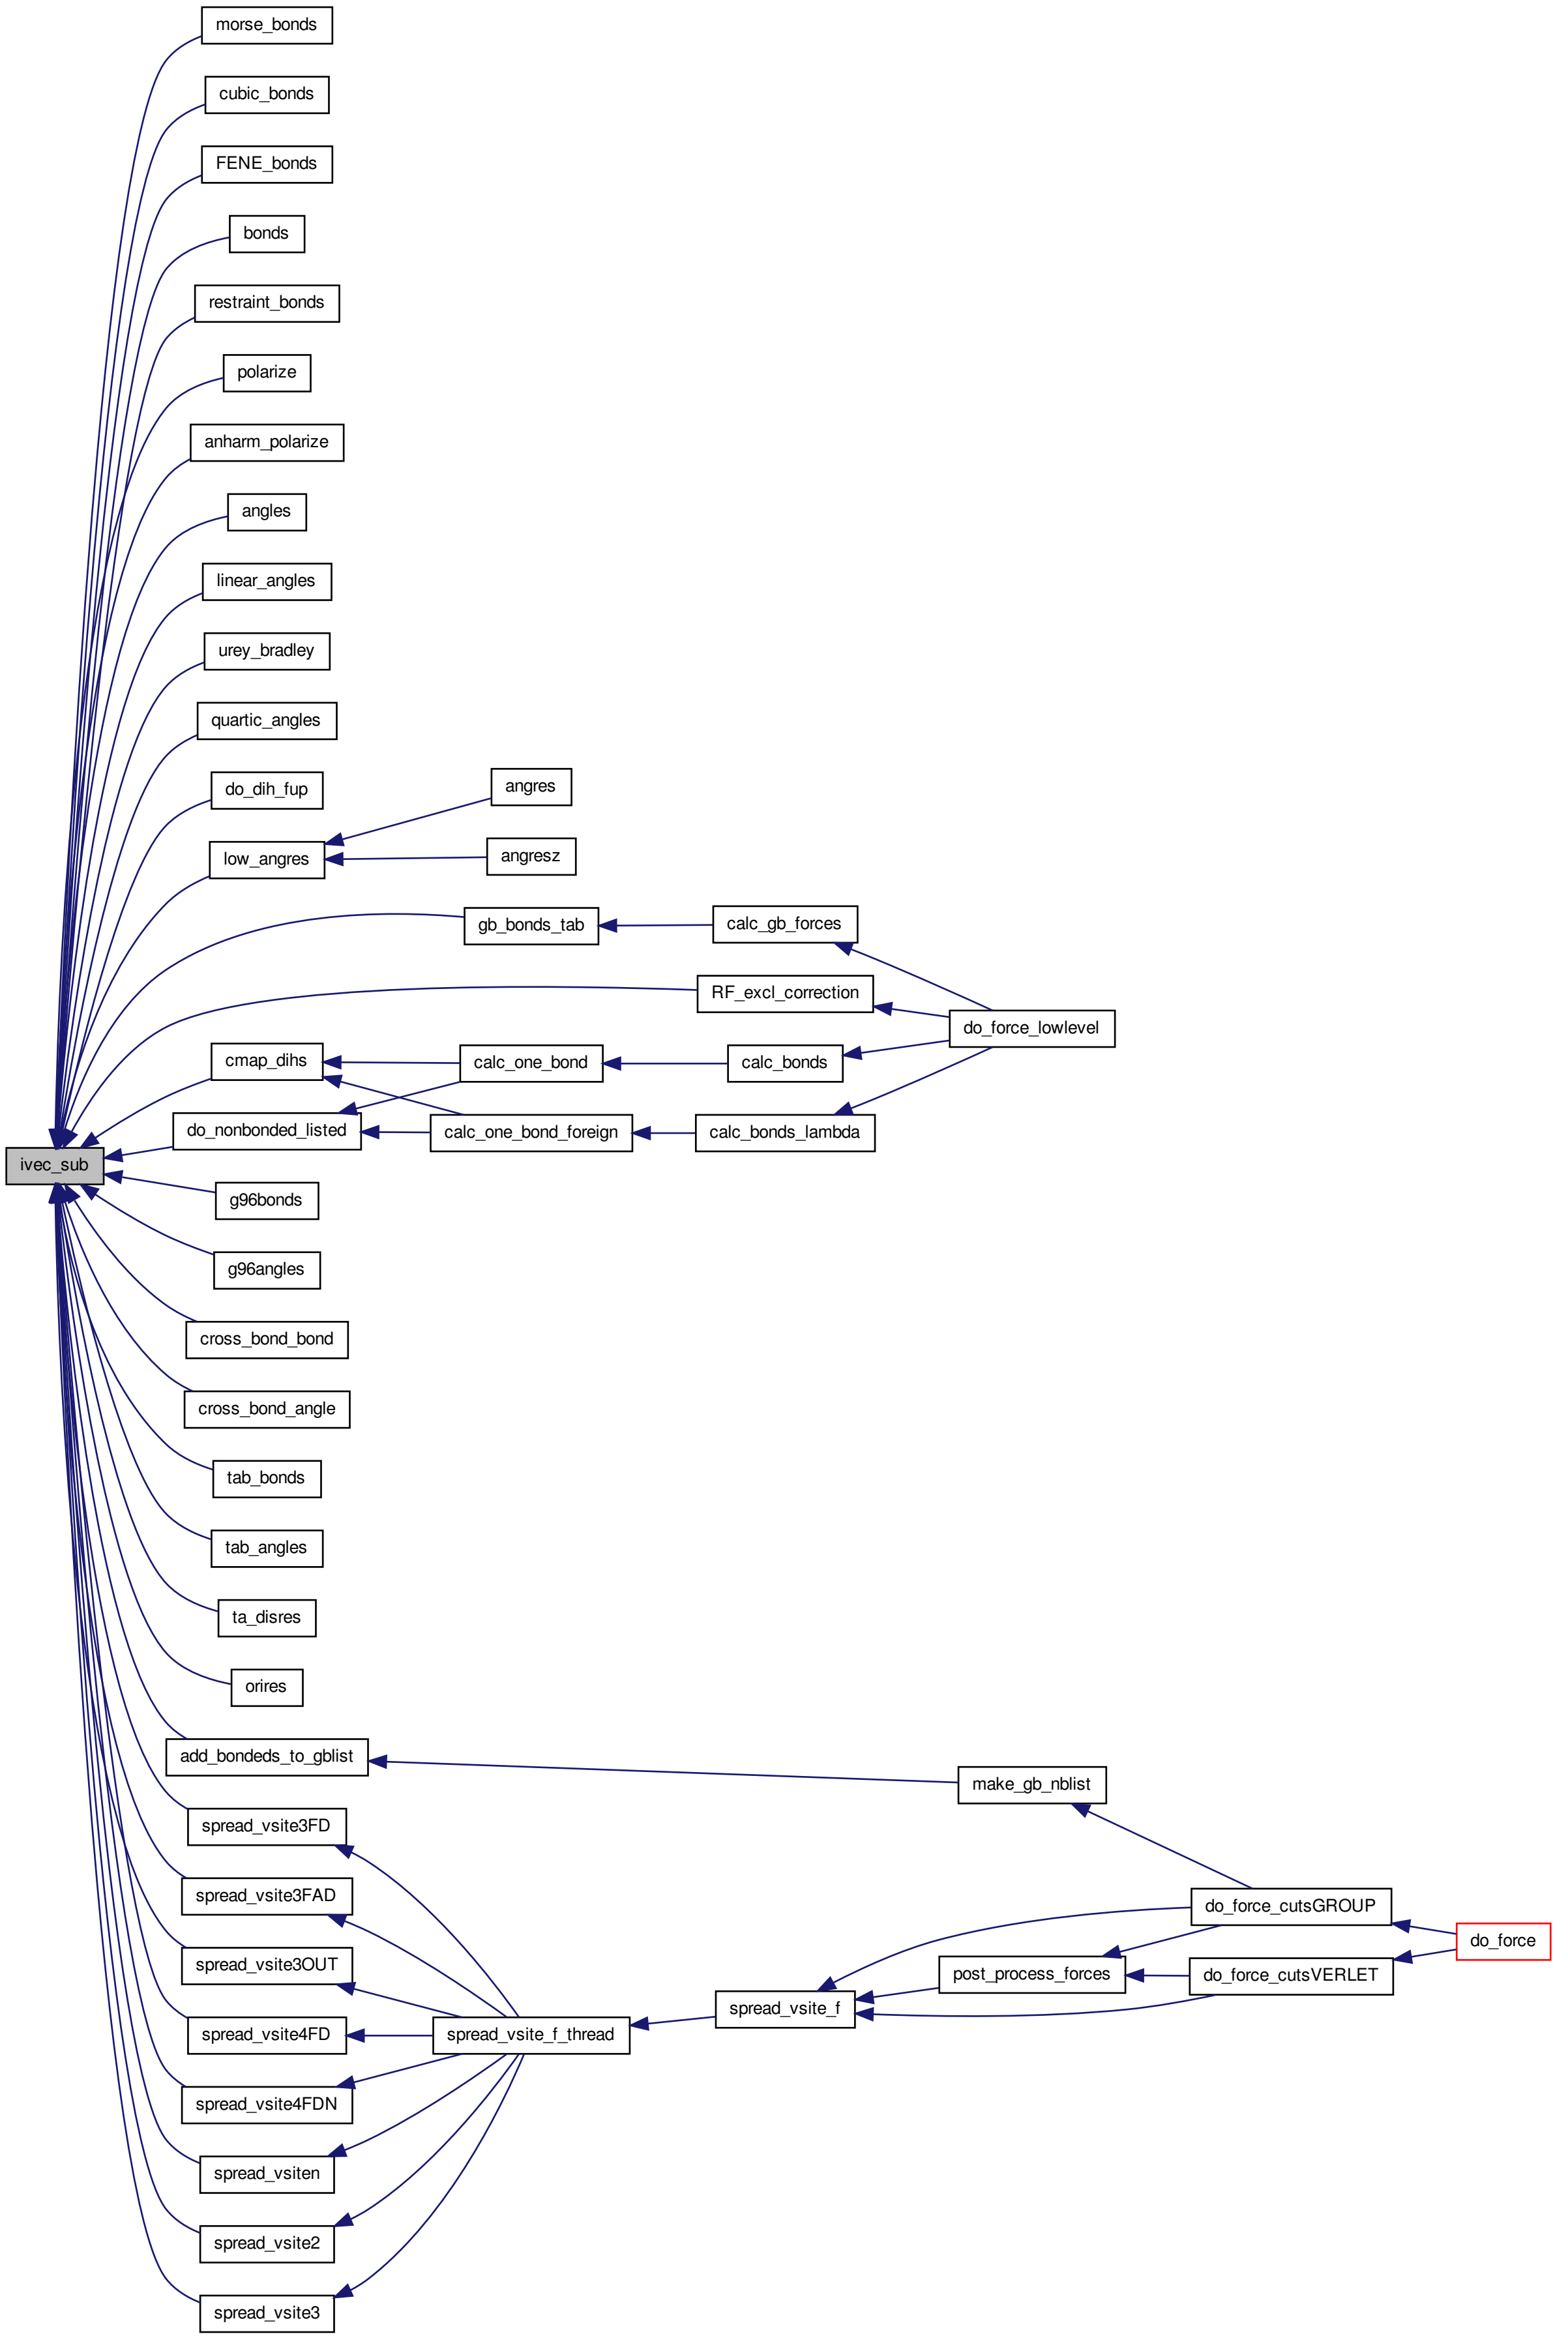 morse_bonds
cubic_bonds
FENE_bonds
bonds
restraint_bonds
polarize
anharm_polarize
angles
linear_angles
urey_bradley
quartic_angles
do_dih_fup
angres
low_angres
angresz
gb_bonds_tab
calc_gb_forces
RF_excl_correction
do_force_lowlevel
cmap_dihs
calc_one_bond
calc_bonds
do_nonbonded_listed
calc_one_bond_foreign
calc_bonds_lambda
ivec_sub
g96bonds
g96angles
cross_bond_bond
cross_bond_angle
tab_bonds
tab_angles
ta_disres
orires
add_bondeds_to_gblist
make_gb_nblist
spread_vsite3FD
spread_vsite3FAD
do_force_cutsGROUP
do_force
spread_vsite3OUT
post_process_forces
do_force_cutsVERLET
spread_vsite_f
spread_vsite4FD
spread_vsite_f_thread
spread_vsite4FDN
spread_vsiten
spread_vsite2
spread_vsite3